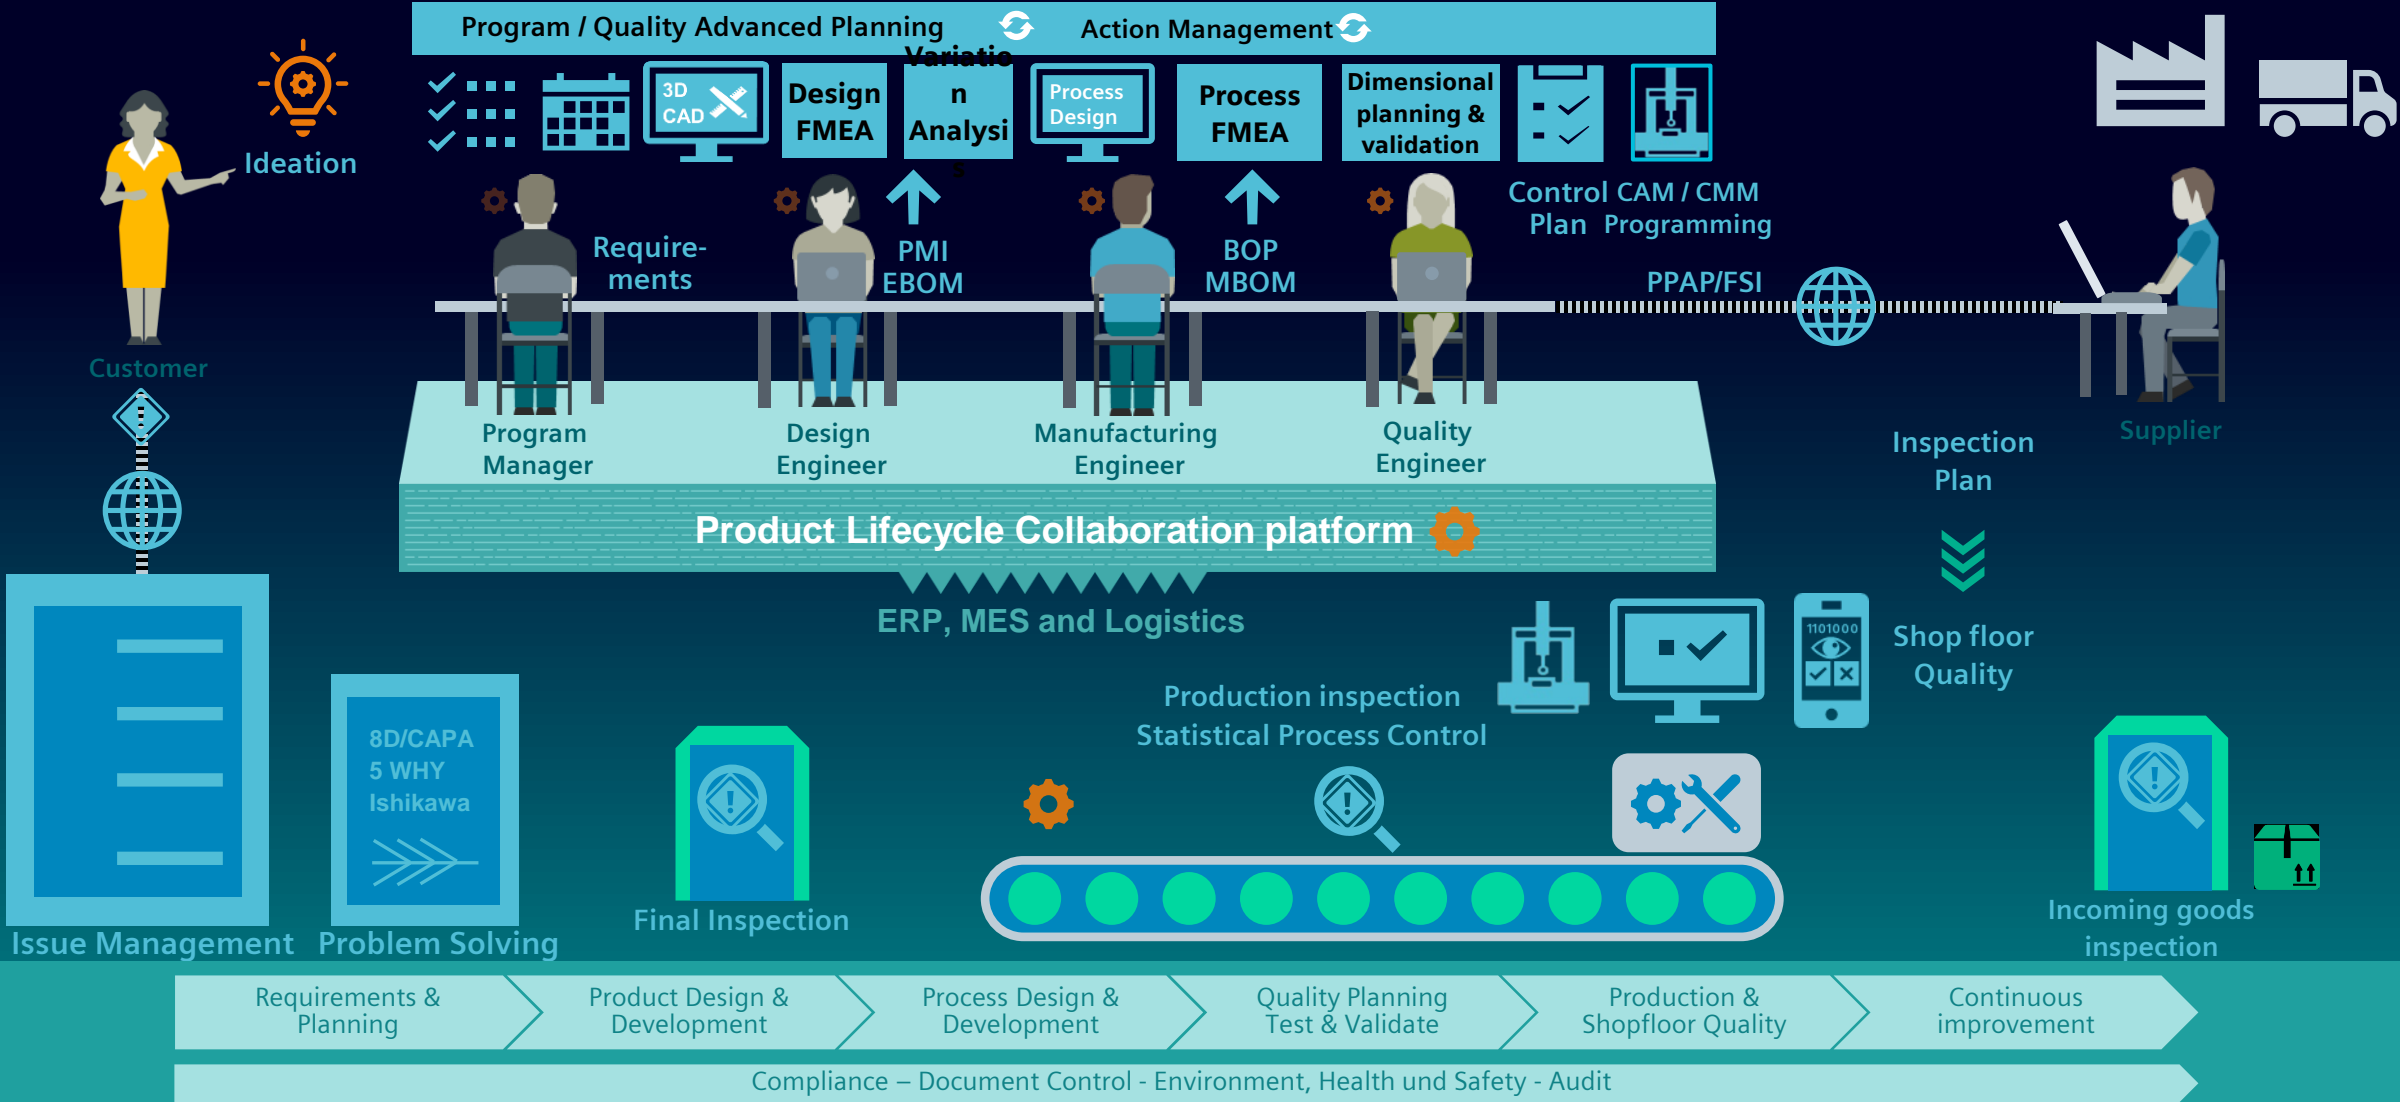 Program / Quality Advanced Planning
Action Management
Ideation
3D
CAD
Design
FMEA
Variatio
n
Analysi
s
Process
Design
Process
FMEA
Dimensional
planning &
validation
Control
Plan
CAM / CMM
Programming
Require-
ments
PMI
EBOM
BOP
MBOM
PPAP/FSI
Customer
Program
Manager
Design
Engineer
Manufacturing
Engineer
Quality
Engineer
Supplier
Inspection
Plan
Product Lifecycle Collaboration platform
ERP, MES and Logistics
1101000
Shop floor
Quality
Production inspection
Statistical Process Control
8D/CAPA
5 WHY
Ishikawa
Issue Management
Problem Solving
Final Inspection
Incoming goods
inspection
Requirements &
Planning
Product Design &
Development
Process Design &
Development
Quality Planning
Test & Validate
Production &
Shopfloor Quality
Continuous
improvement
Compliance – Document Control - Environment, Health und Safety - Audit